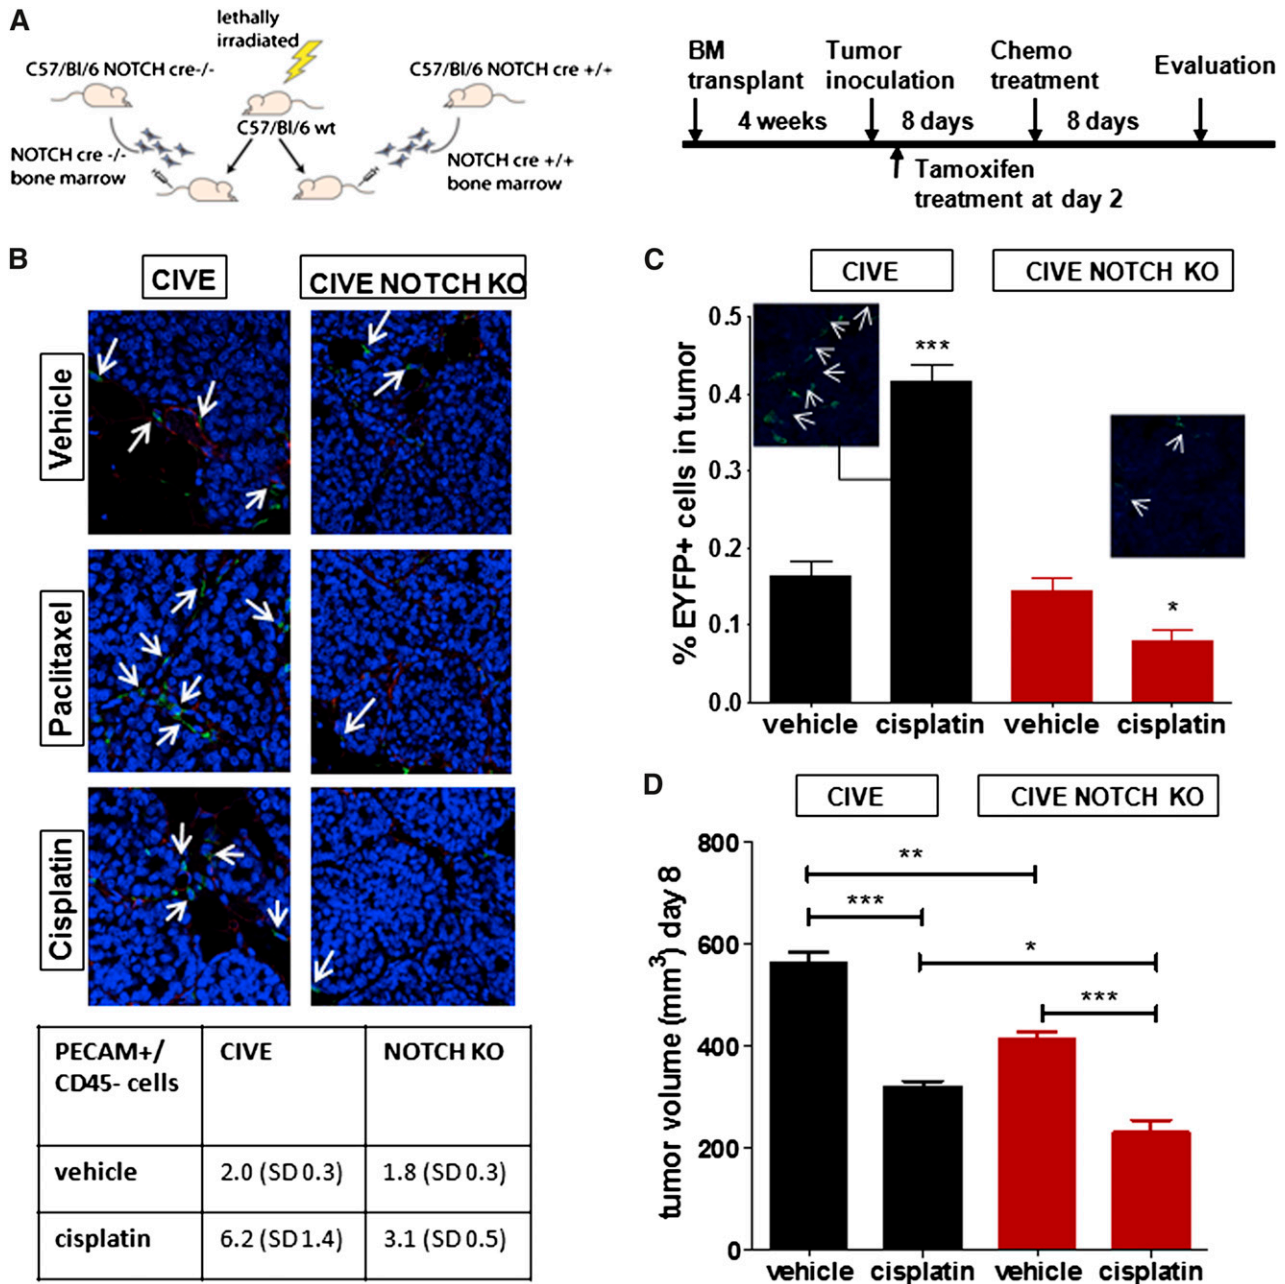 A
lethally
irradiated
C57/Bl/6 NOTCH cre-/-
C57/Bl/6 NOTCH cre +/+
C57/Bl/6 wt
NOTCH cre -/-
bone marrow
NOTCH cre +/+
bone marrow
BM
transplant
Tumor
inoculation
Chemo
treatment
Evaluation
4 weeks
8 days
8 days
Tamoxifen
treatment at day 2
B
CIVE
CIVE NOTCH KO
Vehicle
Paclitaxel
Cisplatin
PECAM+/
CD45- cells
CIVE
NOTCH KO
vehicle
2.0 (SD 0.3)
1.8 (SD 0.3)
cisplatin
6.2 (SD 1.4)
3.1 (SD 0.5)
C
CIVE
CIVE NOTCH KO
% EYFP+ cells in tumor
0.5
0.4
0.3
0.2
0.1
0.0
***
*
vehicle
cisplatin
vehicle
cisplatin
D
CIVE
CIVE NOTCH KO
tumor volume (mm³) day 8
800
600
400
200
0
**
***
*
***
vehicle
cisplatin
vehicle
cisplatin